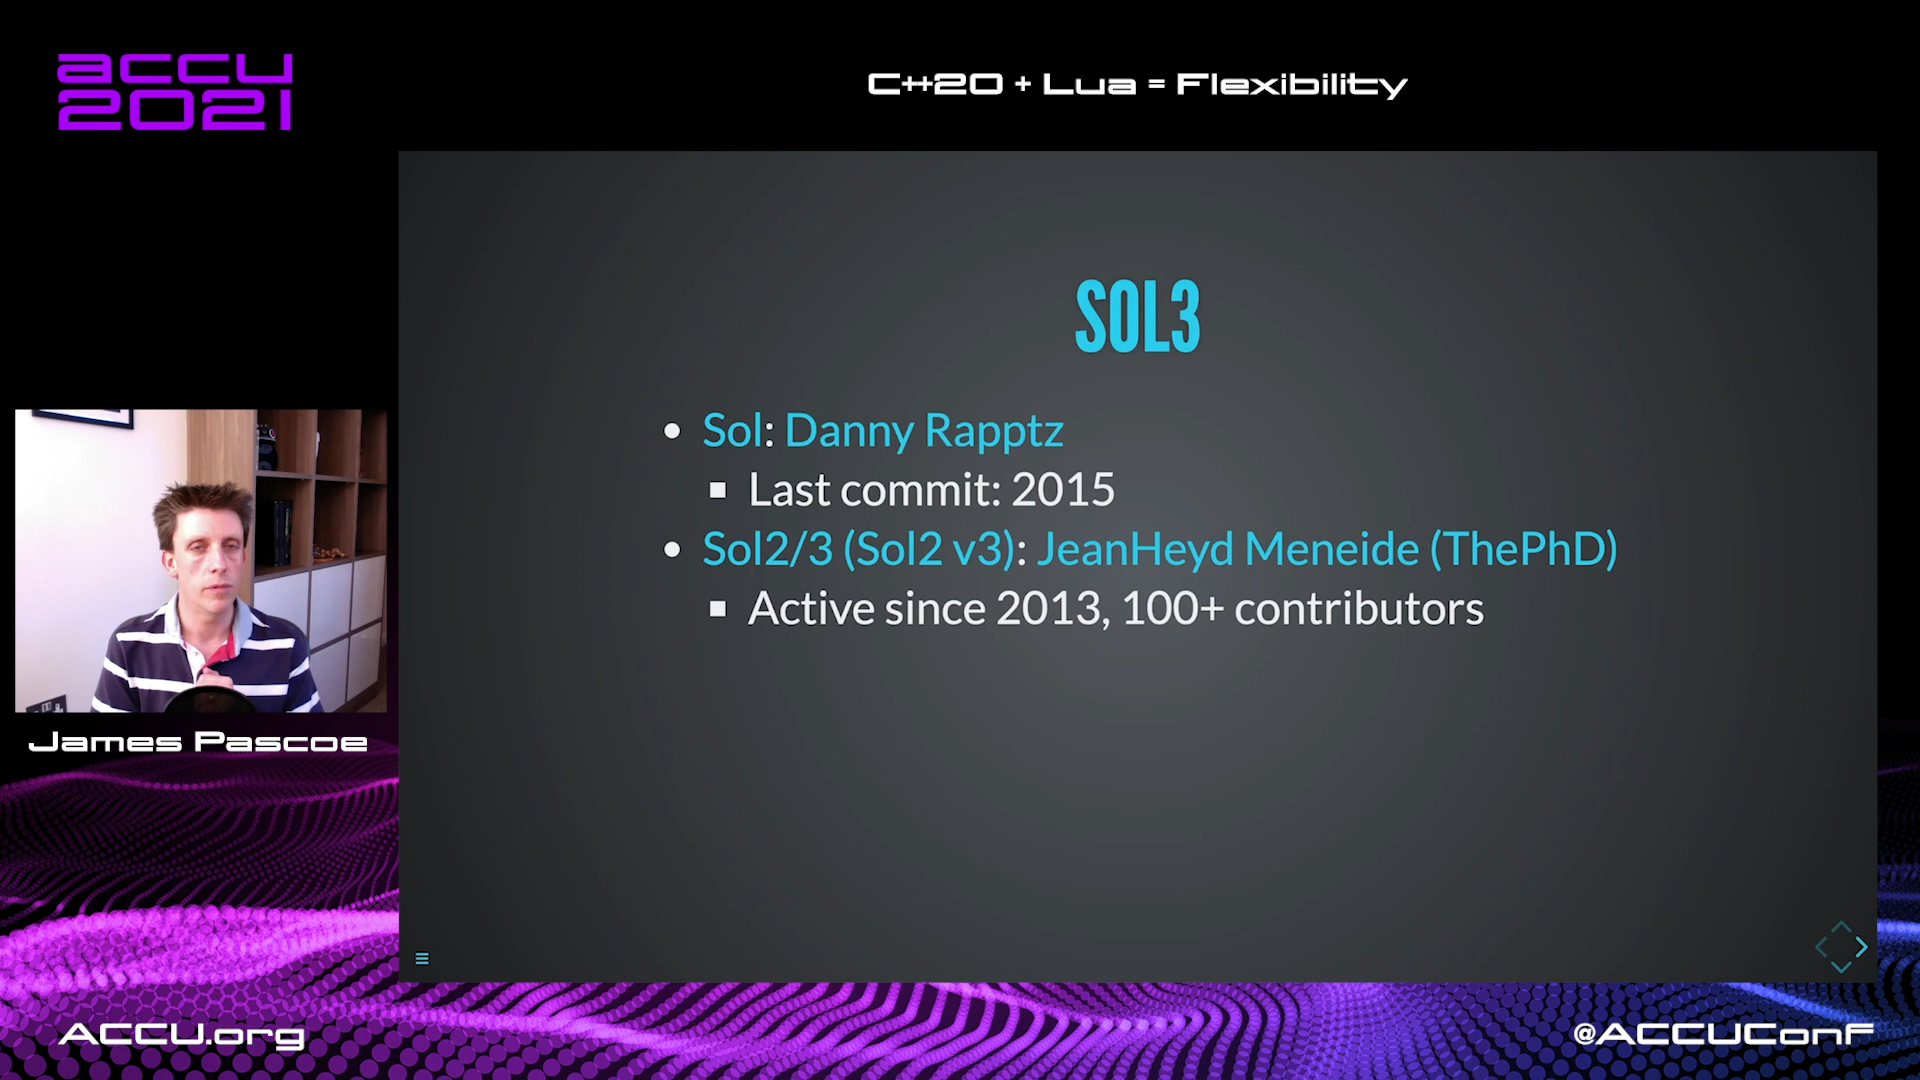 accu
2021
C++20 + Lua = Flexibility
SOL3
Sol: Danny Rapptz
Last commit: 2015
Sol2/3 (Sol2 v3): JeanHeyd Meneide (ThePhD)
Active since 2013, 100+ contributors
James Pascoe
ACCU.org
@ACCUConf